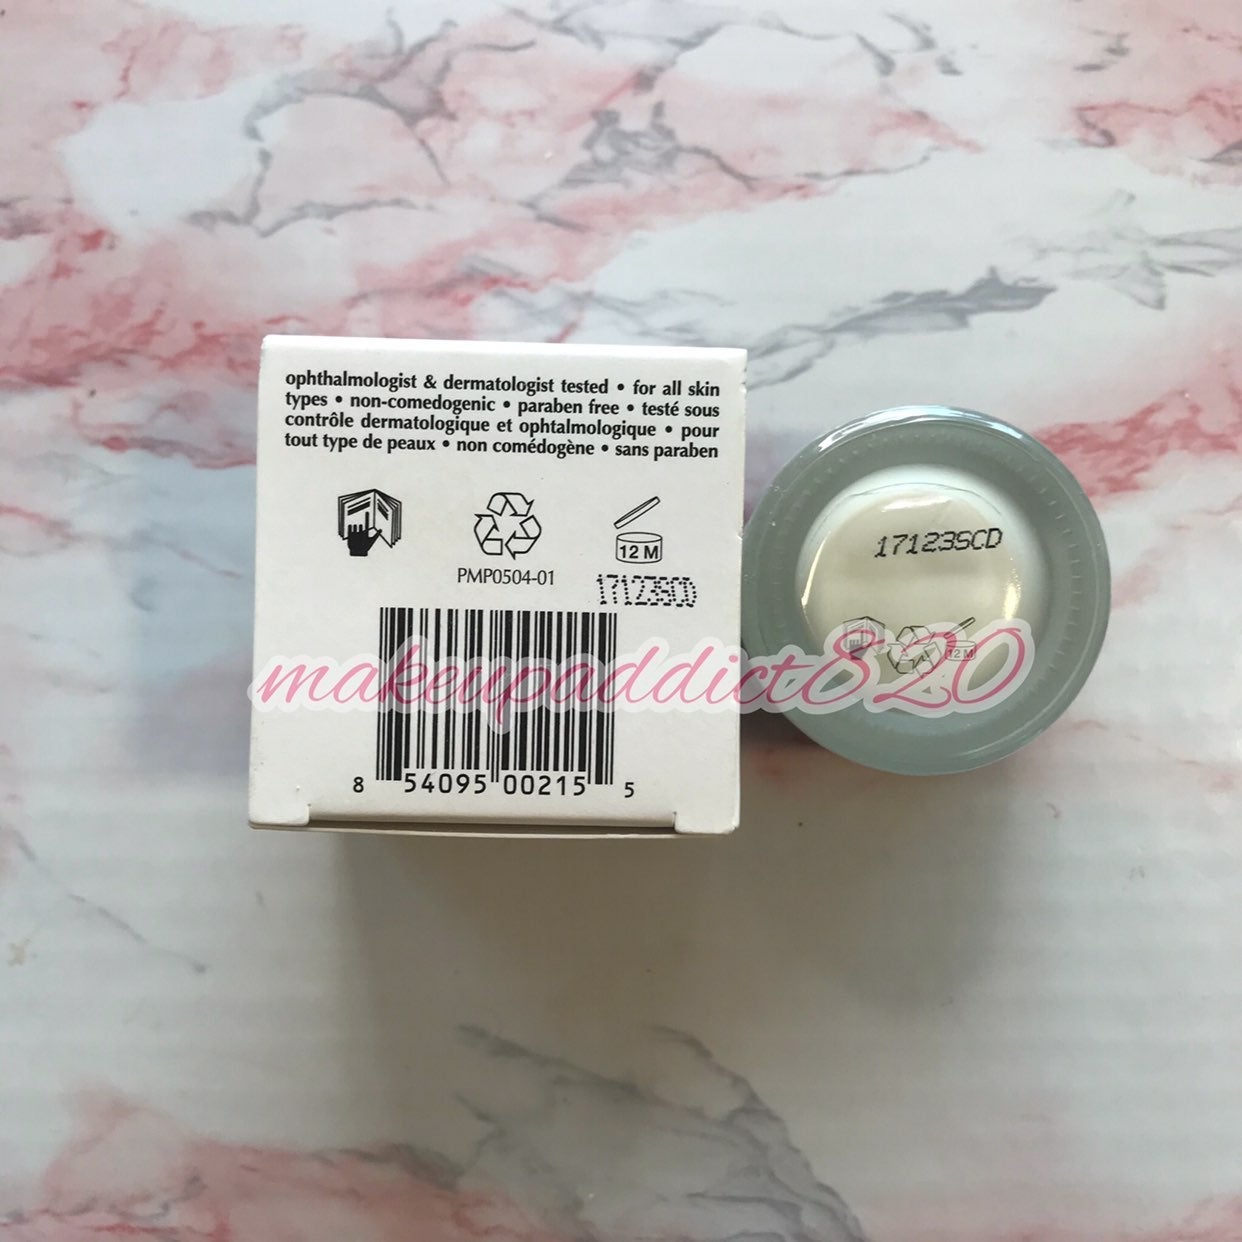 ophthalmologist & dermatologist tested • for all skin
types • non-comedogenic • paraben free • testé sous
contrôle dermatologique et ophtalmologique • pour
tout type de peaux • non comédogène • sans paraben
12 M
PMP0504-01
17123SCD
8 54095 00215 5
17123SCD
12 M
makeupaddict820